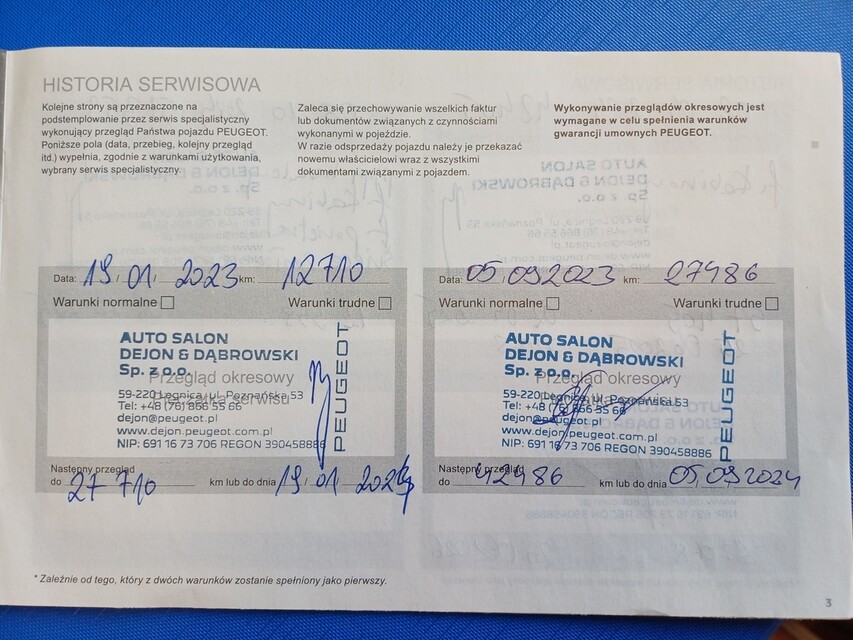 HISTORIA SERWISOWA
Kolejne strony są przeznaczone na
podstemplowanie przez serwis specjalistyczny
wykonujący przegląd Państwa pojazdu PEUGEOT.
Poniższe pola (data, przebieg, kolejny przegląd
itd.) wypełnia, zgodnie z warunkami użytkowania,
wybrany serwis specjalistyczny.
Zaleca się przechowywanie wszelkich faktur
lub dokumentów związanych z czynnościami
wykonanymi w pojeździe.
W razie odsprzedaży pojazdu należy je przekazać
nowemu właścicielowi wraz z wszystkimi
dokumentami związanymi z pojazdem.
Wykonywanie przeglądów okresowych jest
wymagane w celu spełnienia warunków
gwarancji umownych PEUGEOT.
Data: 19 / 01 / 2023 km: 12710
Warunki normalne Warunki trudne
AUTO SALON
DEJON & DĄBROWSKI
Sp. z o.o.
Przegląd okresowy
59-220 Legnica, ul. Poznańska 53
Pieczątka serwisu
Tel: +48 (76) 866 55 66
dejon@peugeot.pl
www.dejon.peugeot.com.pl
NIP: 691 16 73 706 REGON 390458886
PEUGEOT
Następny przegląd
do 27 710 km lub do dnia 19 / 01 / 2024
Data: 05 / 09 2023 km: 27486
Warunki normalne Warunki trudne
AUTO SALON
DEJON & DĄBROWSKI
Sp. z o.o.
Przegląd okresowy
59-220 Legnica, ul. Poznańska 53
Tel: +48 (76) 866 55 66
dejon@peugeot.pl
www.dejon.peugeot.com.pl
NIP: 691 16 73 706 REGON 390458886
PEUGEOT
Następny przegląd
do 42486 km lub do dnia 05 / 09 2024
* Zależnie od tego, który z dwóch warunków zostanie spełniony jako pierwszy.
3